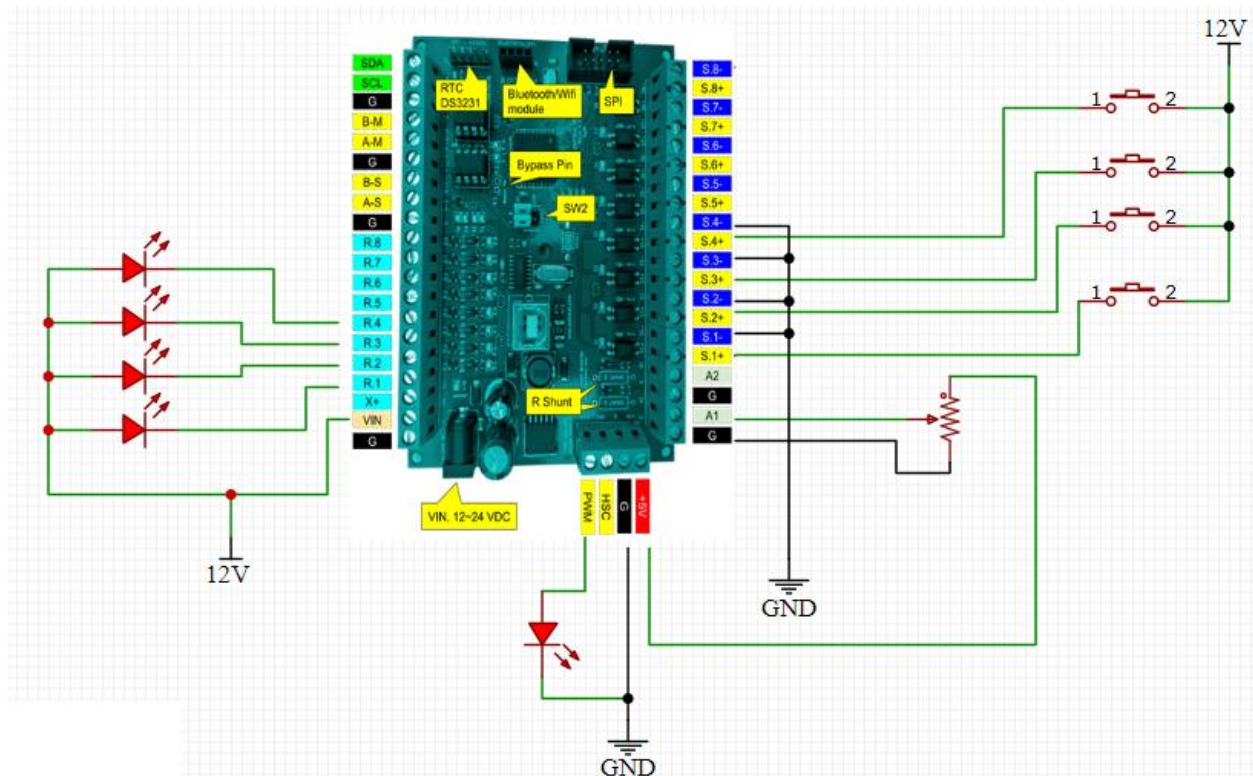 12V
SDA
SCL
G
B-M
A-M
G
B-S
A-S
G
R.8
R.7
R.6
R.5
R.4
R.3
R.2
R.1
X+
VIN
G
RTC
DS3231
Bluetooth/Wifi
module
SPI
Bypass Pin
SW2
R Shunt
VIN, 12~24 VDC
S.8-
S.8+
S.7-
S.7+
S.6-
S.6+
S.5-
S.5+
S.4-
S.4+
S.3-
S.3+
S.2-
S.2+
S.1-
S.1+
A2
G
A1
G
1 2
1 2
1 2
1 2
PWM
HSC
G
+5V
12V
GND
GND